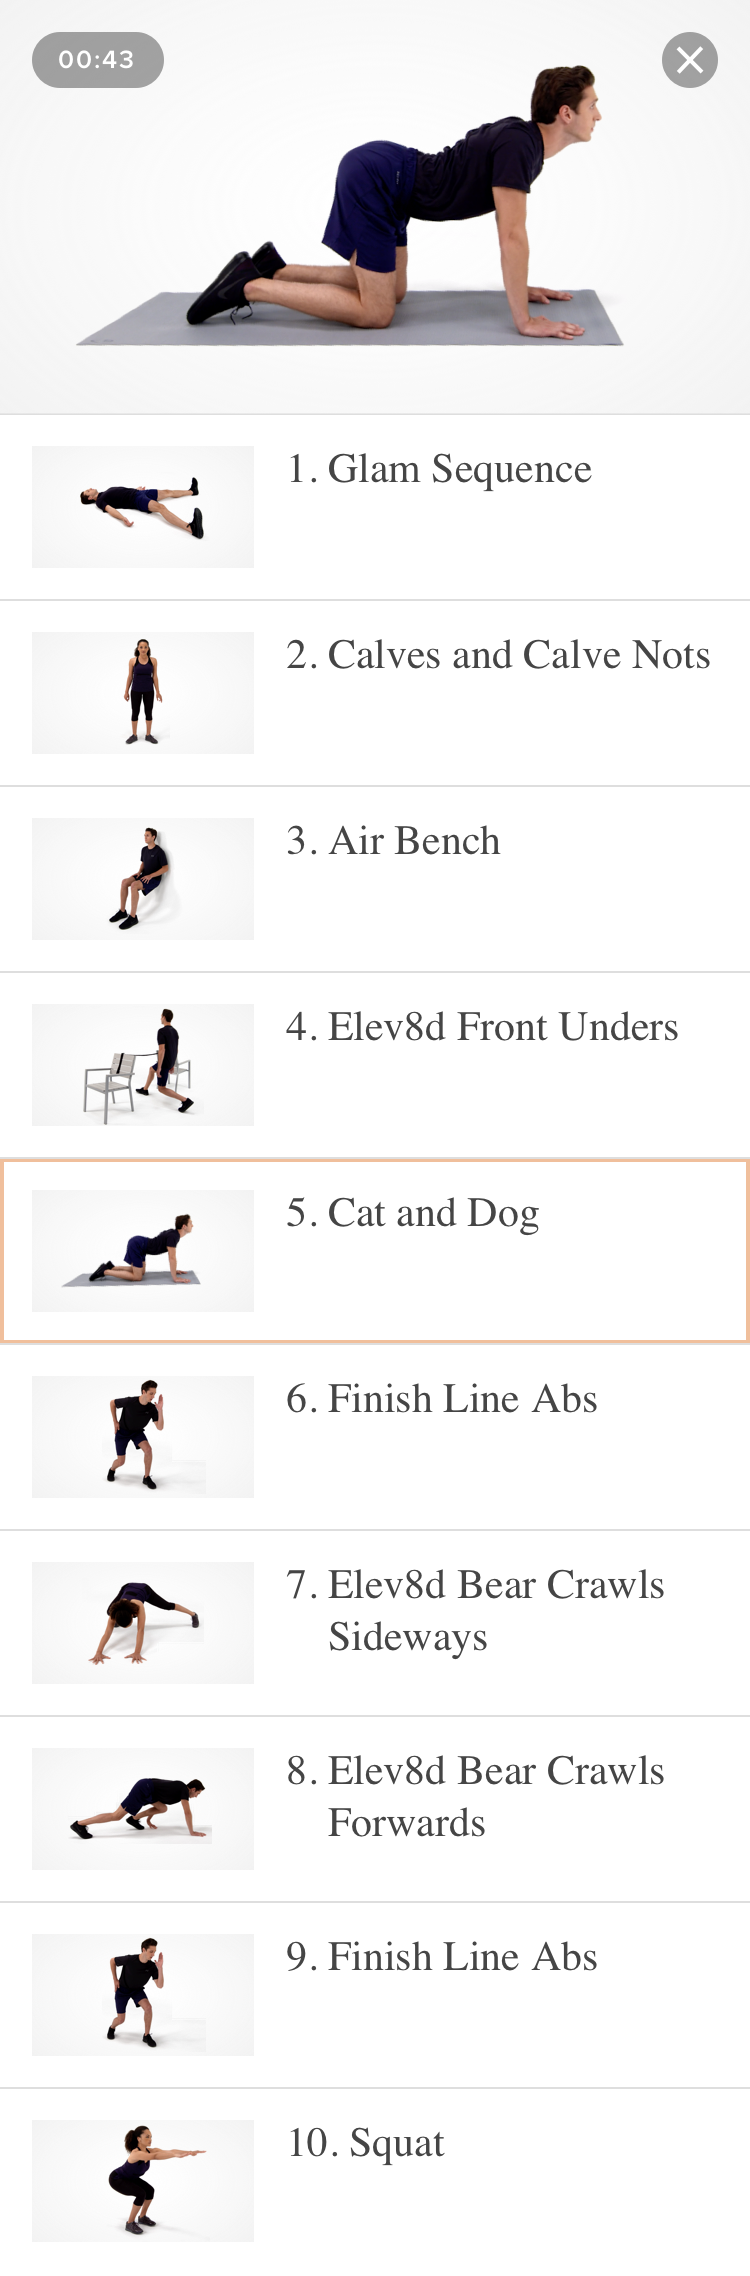 00:43
1. Glam Sequence
2. Calves and Calve Nots
3. Air Bench
4. Elev8d Front Unders
5. Cat and Dog
6. Finish Line Abs
7. Elev8d Bear Crawls
Sideways
8. Elev8d Bear Crawls
Forwards
9. Finish Line Abs
10. Squat